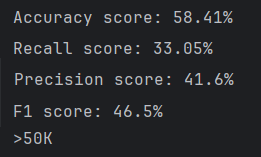 Accuracy score: 58.41%
Recall score: 33.05%
Precision score: 41.6%
F1 score: 46.5%
>50K